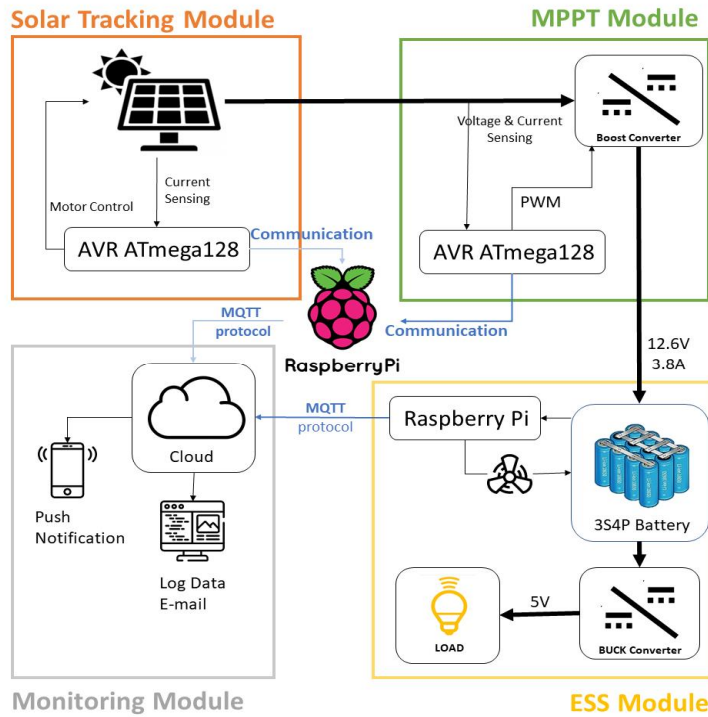 Solar Tracking Module
MPPT Module
Voltage & Current
Sensing
Boost Converter
Current
Sensing
Motor Control
PWM
AVR ATmega128
Communication
AVR ATmega128
MQTT
protocol
Communication
RaspberryPi
12.6V
3.8A
Cloud
MQTT
protocol
Raspberry Pi
Push
Notification
Log Data
E-mail
3S4P Battery
5V
LOAD
BUCK Converter
Monitoring Module
ESS Module